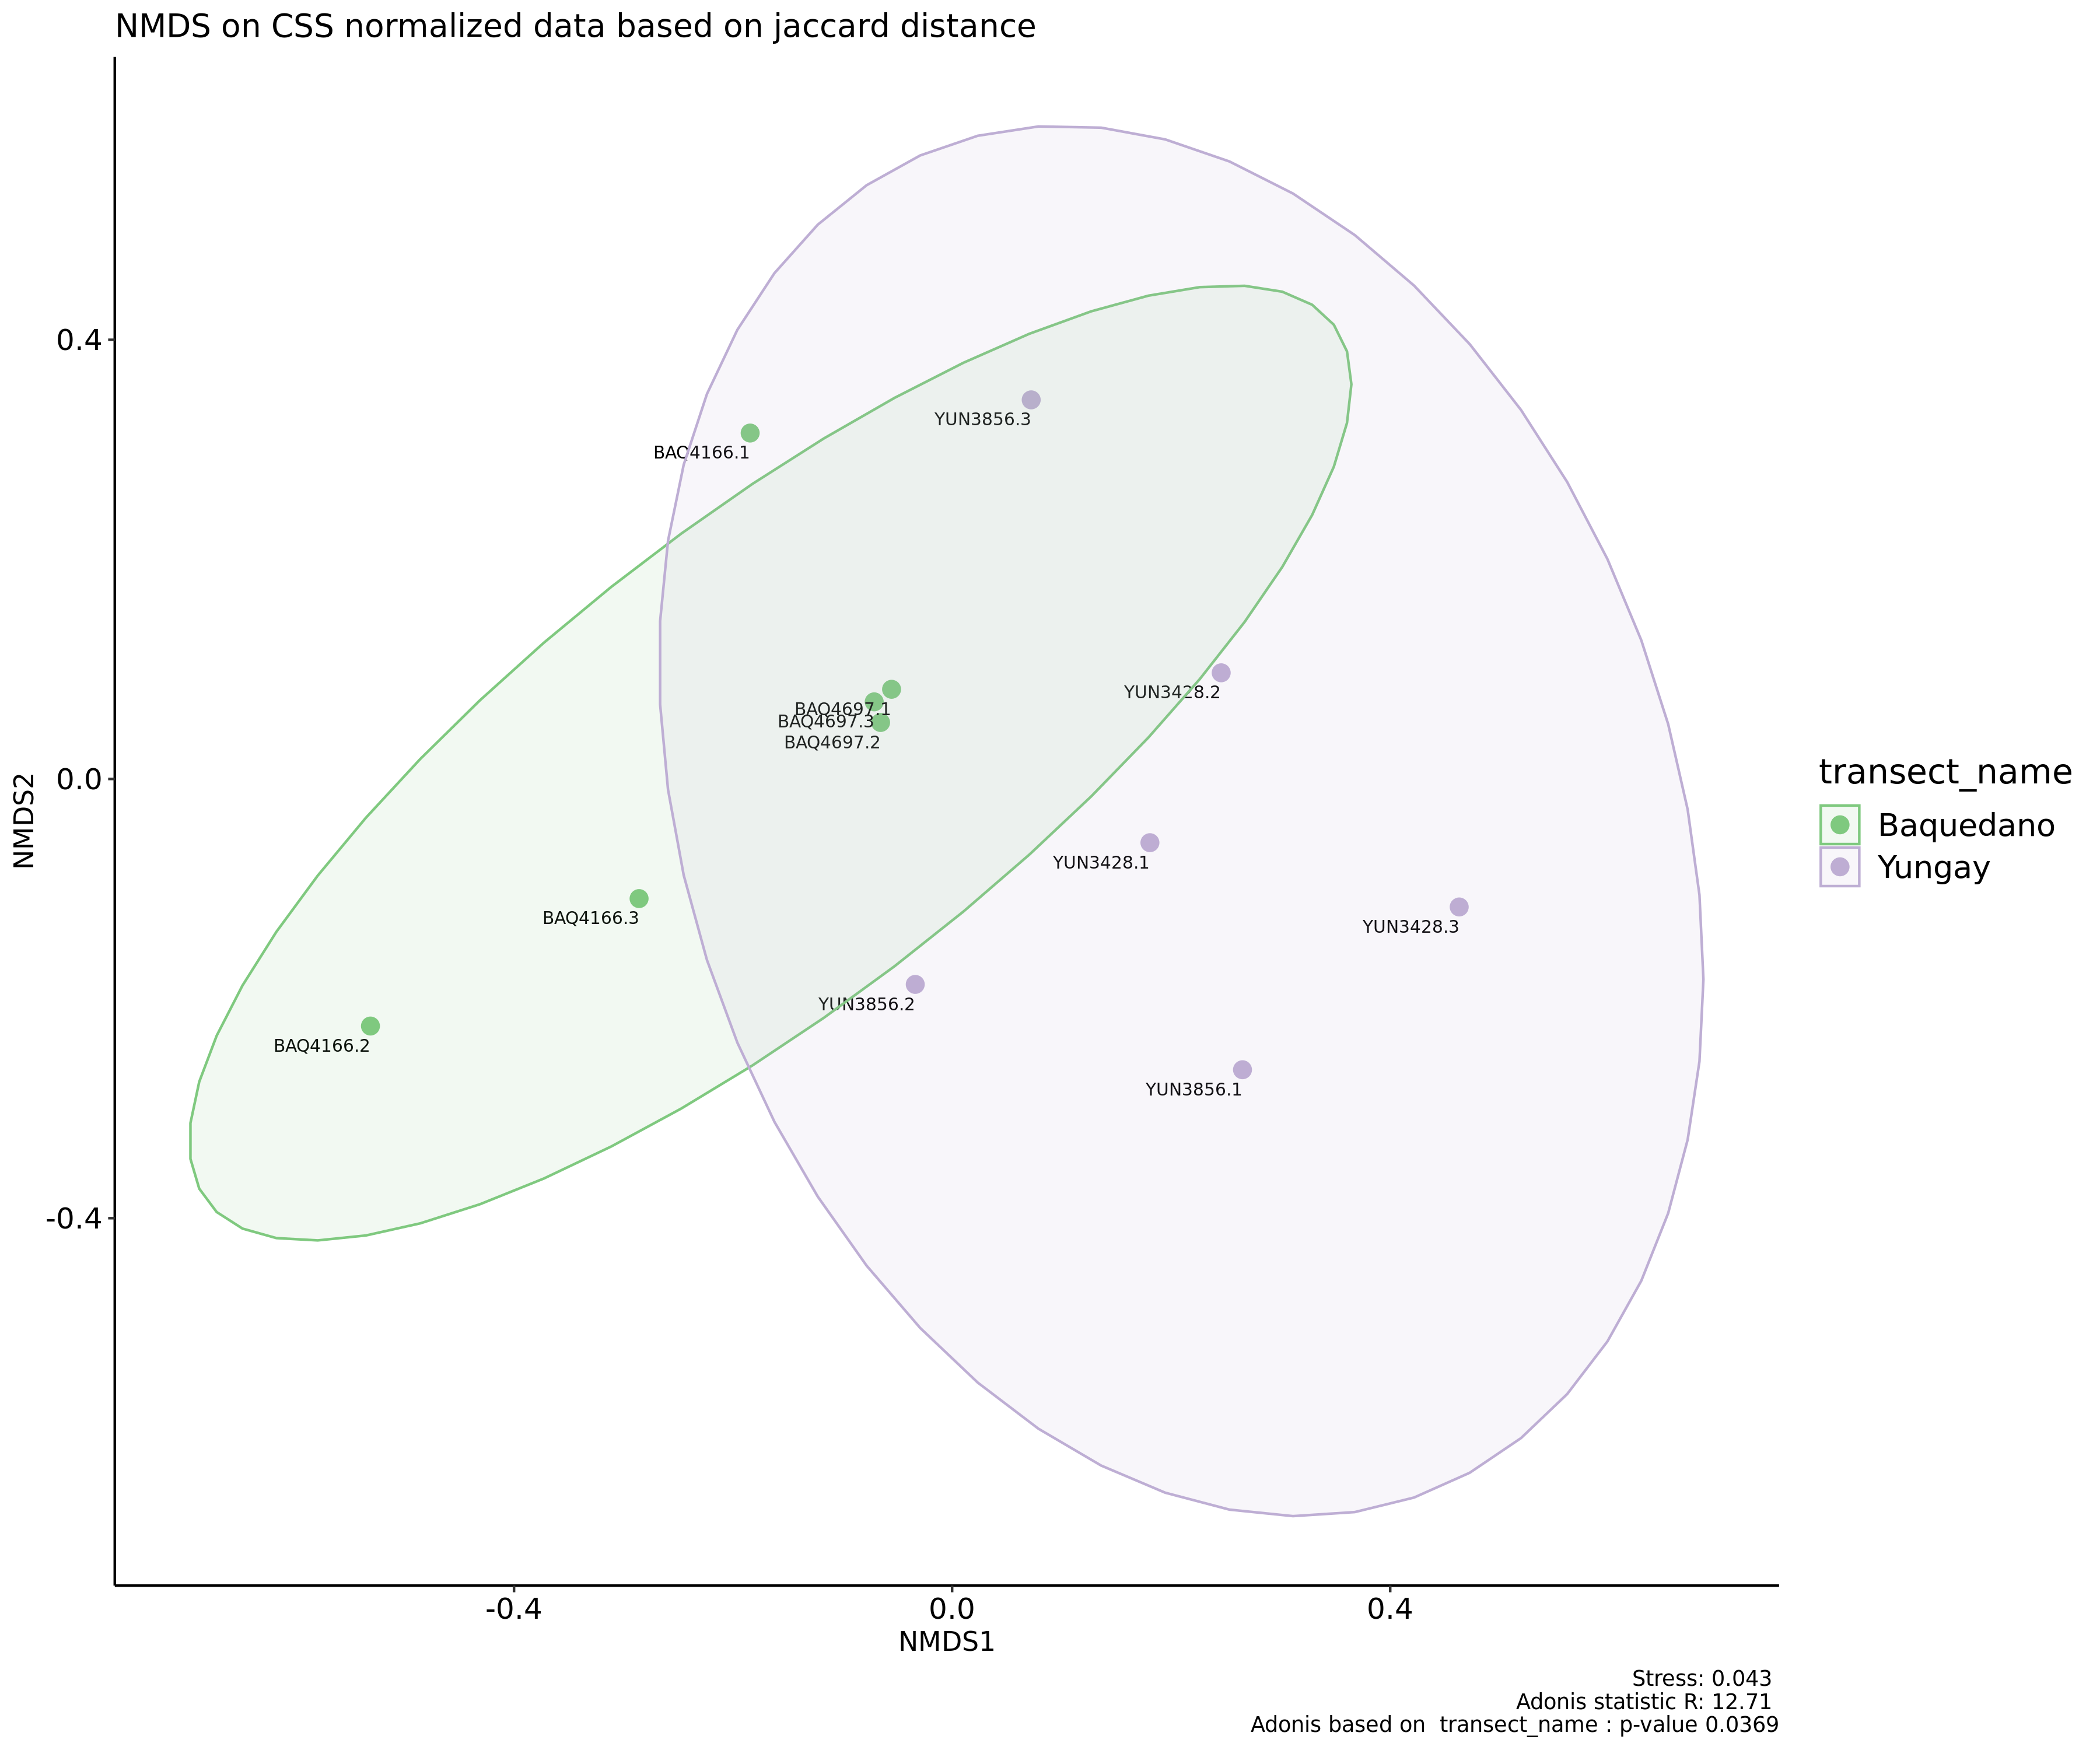 NMDS on CSS normalized data based on jaccard distance
0.4
0.0
-0.4
NMDS2
YUN3856.3
BAQ4166.1
YUN3428.2
BAQ4697.1
BAQ4697.3
BAQ4697.2
YUN3428.1
BAQ4166.3
YUN3428.3
YUN3856.2
BAQ4166.2
YUN3856.1
transect_name
Baquedano
Yungay
-0.4 0.0 0.4
NMDS1
Stress: 0.043
Adonis statistic R: 12.71
Adonis based on  transect_name : p-value 0.0369